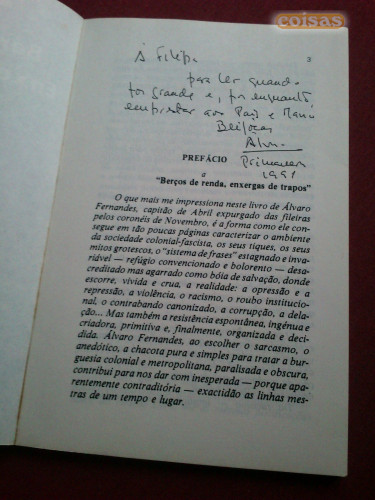 coisas
3
À Filipa
para ler quando
for grande e, por enquanto,
emprestar aos Pais e
Beijocas
Primavera
1991
PREFÁCIO
a
"Berços de renda, enxergas de trapos"
O que mais me impressiona neste livro de Álvaro
Fernandes, capitão de Abril expurgado das fileiras
pelos coronéis de Novembro, é a forma como ele con-
segue em tão poucas páginas caracterizar o ambiente
da sociedade colonial-fascista, os seus tiques, os seus
mitos grotescos, o "sistema de frases" estagnado e inva-
riável — refúgio convencionado e bolorento — desa-
creditado mas agarrado como bóia de salvação, donde
escorre, vívida e crua, a realidade: a opressão e a
repressão, a violência, o racismo, o roubo institucio-
nal, o contrabando canonizado, a corrupção, a dela-
ção... Mas também a resistência espontânea, ingénua e
criadora, primitiva e, finalmente, organizada e deci-
dida. Álvaro Fernandes, ao escolher o sarcasmo, o
anedótico, a chacota pura e simples para tratar a bur-
guesia colonial e metropolitana, paralisada e obscura,
contribui para nos dar com inesperada — porque apa-
rentemente contraditória — exactidão as linhas mes-
tras de um tempo e lugar.